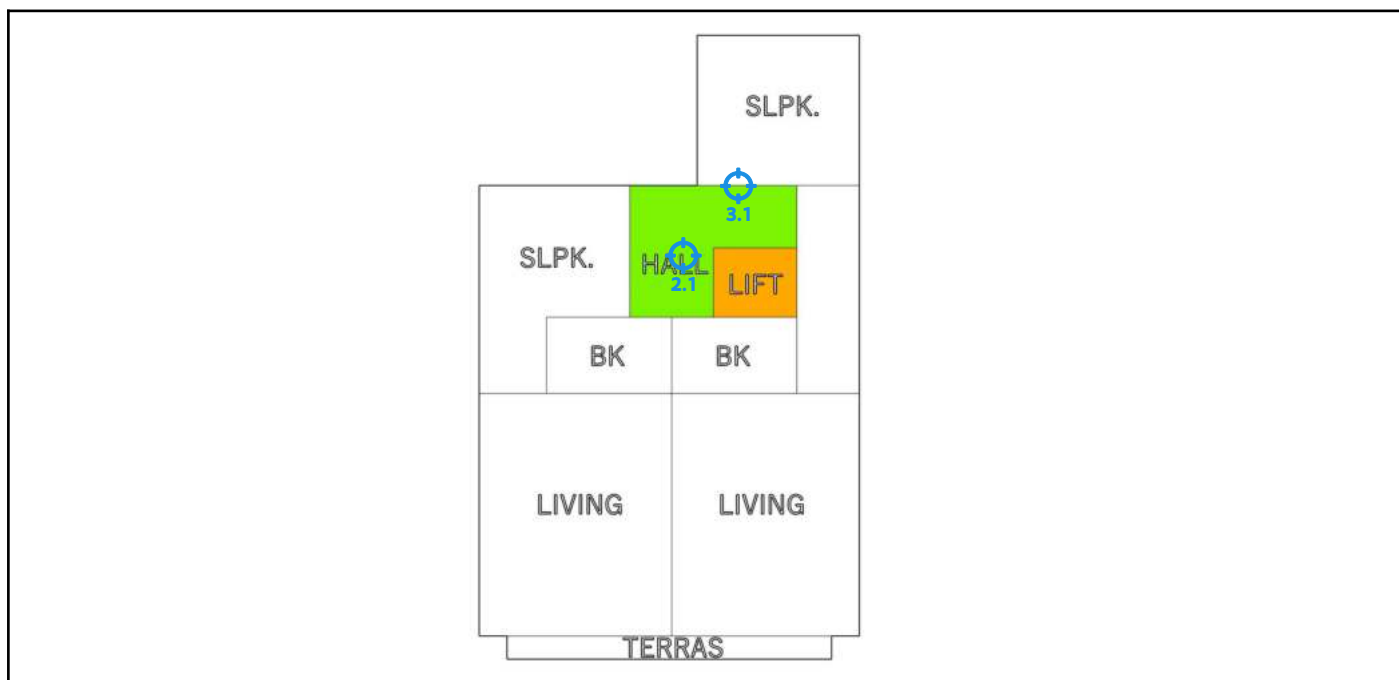 SLPK.
3.1
SLPK.
HALL
2.1
LIFT
BK
BK
LIVING
LIVING
TERRAS